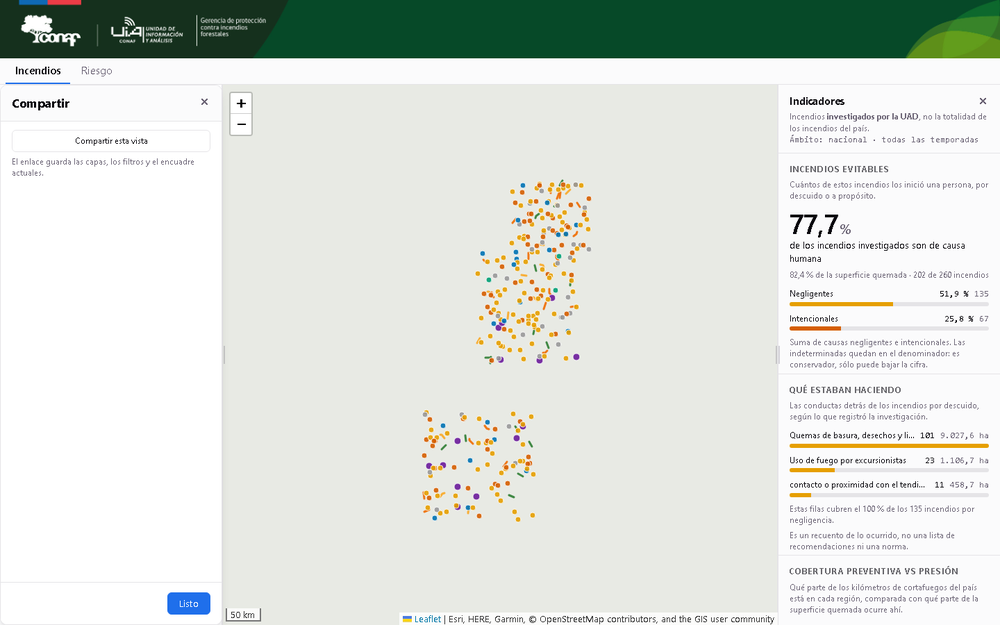 conaf
UIA
CONAF
UNIDAD DE
INFORMACIÓN
Y ANÁLISIS
Gerencia de protección
contra incendios
forestales
Incendios
Riesgo
Compartir
×
Compartir esta vista
El enlace guarda las capas, los filtros y el encuadre
actuales.
Listo
+
−
50 km
Leaflet | Esri, HERE, Garmin, © OpenStreetMap contributors, and the GIS user community
Indicadores
×
Incendios investigados por la UAD, no la totalidad de
los incendios del país.
Ámbito: nacional · todas las temporadas
INCENDIOS EVITABLES
Cuántos de estos incendios los inició una persona, por
descuido o a propósito.
77,7 %
de los incendios investigados son de causa
humana
82,4 % de la superficie quemada · 202 de 260 incendios
Negligentes 51,9 % 135
Intencionales 25,8 % 67
Suma de causas negligentes e intencionales. Las
indeterminadas quedan en el denominador: es
conservador, sólo puede bajar la cifra.
QUÉ ESTABAN HACIENDO
Las conductas detrás de los incendios por descuido,
según lo que registró la investigación.
Quemas de basura, desechos y li... 101 9.027,6 ha
Uso de fuego por excursionistas 23 1.106,7 ha
contacto o proximidad con el tendi... 11 458,7 ha
Estas filas cubren el 100 % de los 135 incendios por
negligencia.
Es un recuento de lo ocurrido, no una lista de
recomendaciones ni una norma.
COBERTURA PREVENTIVA VS PRESIÓN
Qué parte de los kilómetros de cortafuegos del país
está en cada región, comparada con qué parte de la
superficie quemada ocurre ahí.